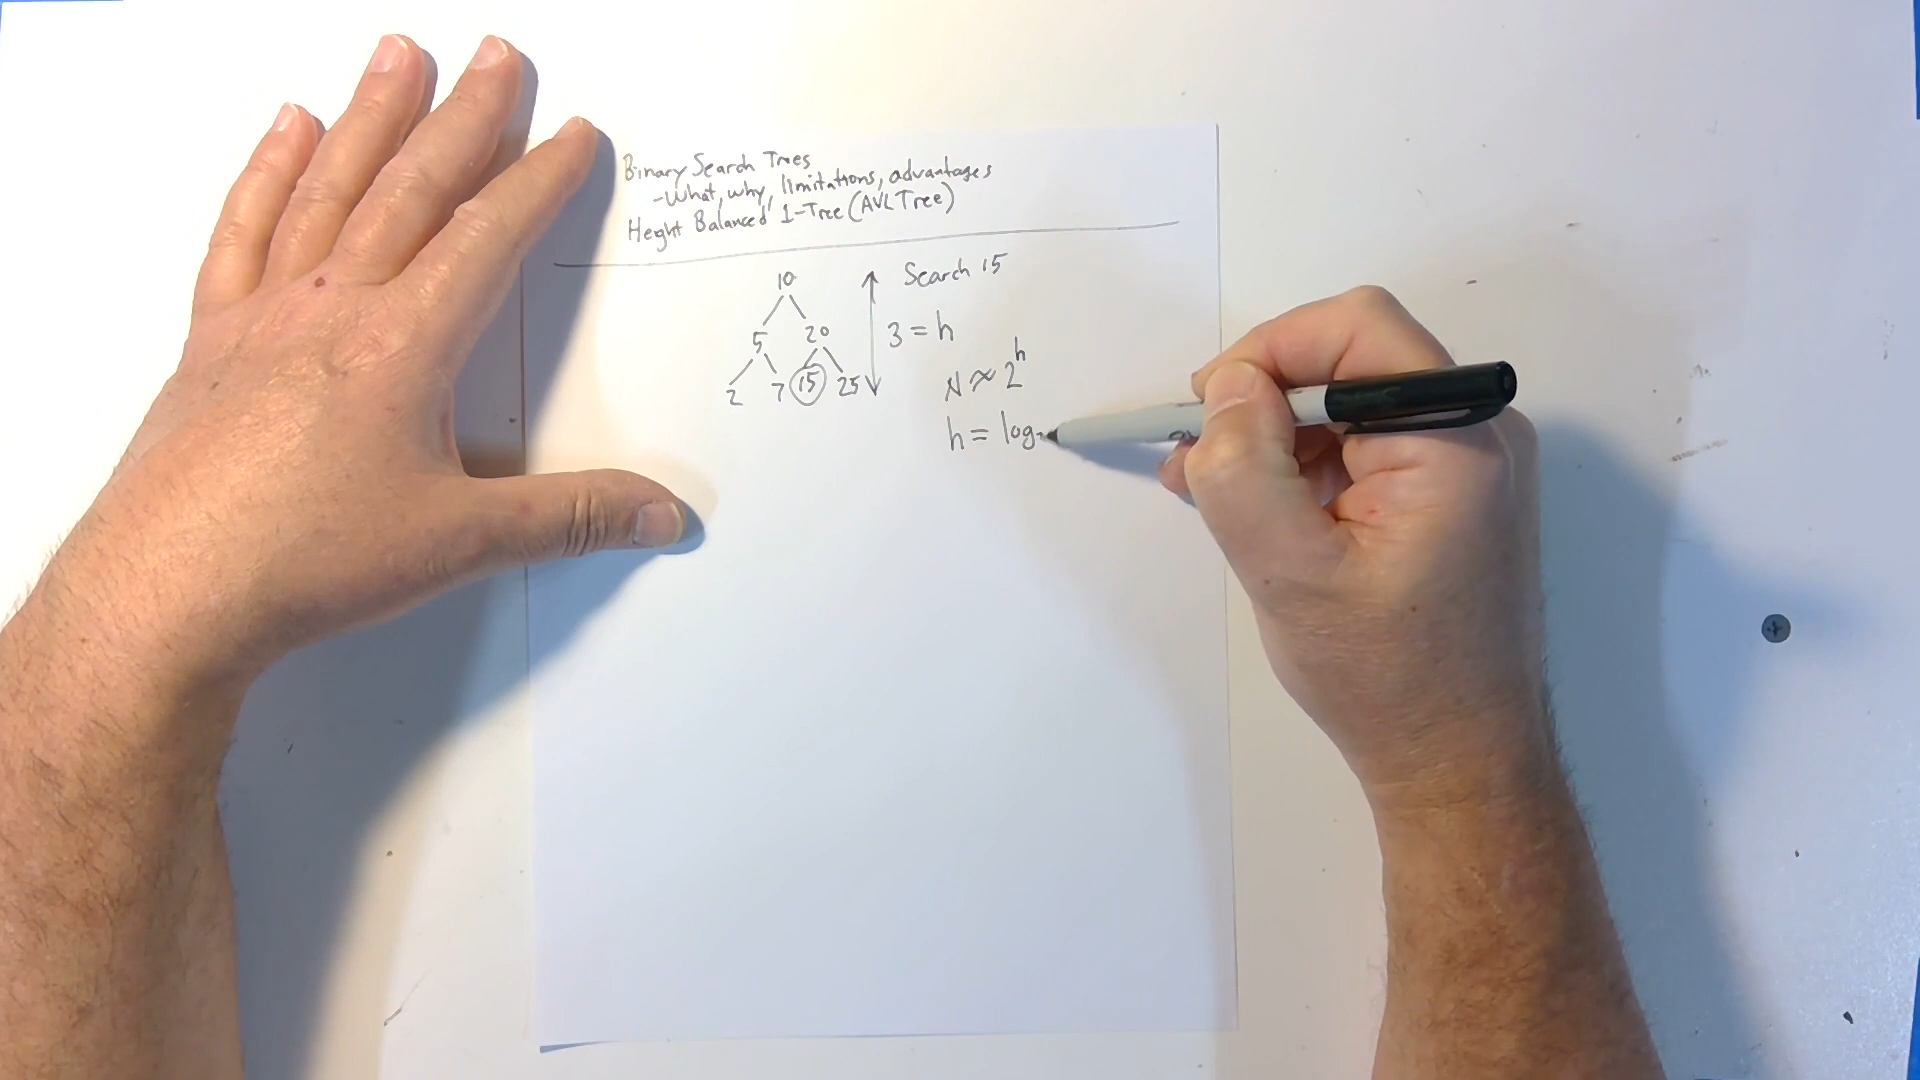 Binary Search Trees
-What, why, limitations, advantages
Height Balanced 1-Tree (AVL Tree)
10
Search 15
5 20
3 = h
2 7 15 25
N ≈ 2^h
h = log